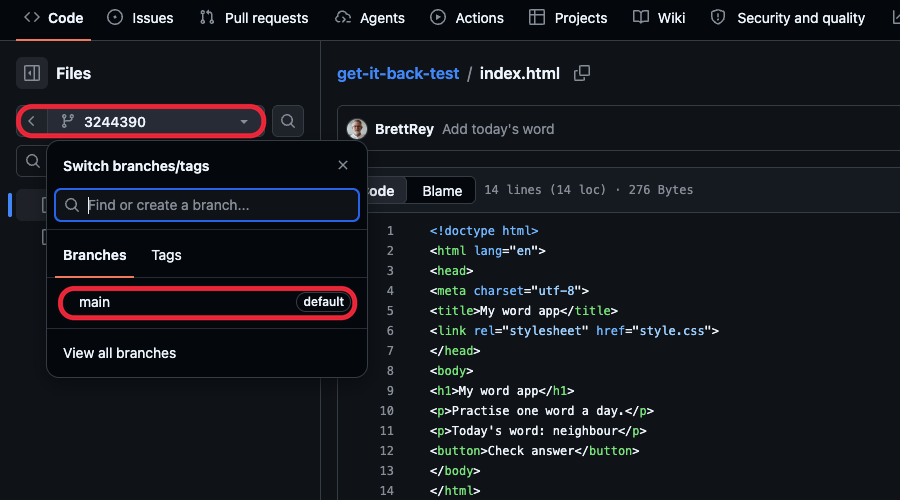 Code Issues Pull requests Agents Actions Projects Wiki Security and quality
Files
3244390
Switch branches/tags
Find or create a branch...
Branches Tags
main default
View all branches
get-it-back-test / index.html
BrettRey Add today's word
ode Blame 14 lines (14 loc) · 276 Bytes
1 <!doctype html>
2 <html lang="en">
3 <head>
4 <meta charset="utf-8">
5 <title>My word app</title>
6 <link rel="stylesheet" href="style.css">
7 </head>
8 <body>
9 <h1>My word app</h1>
10 <p>Practise one word a day.</p>
11 <p>Today's word: neighbour</p>
12 <button>Check answer</button>
13 </body>
14 </html>